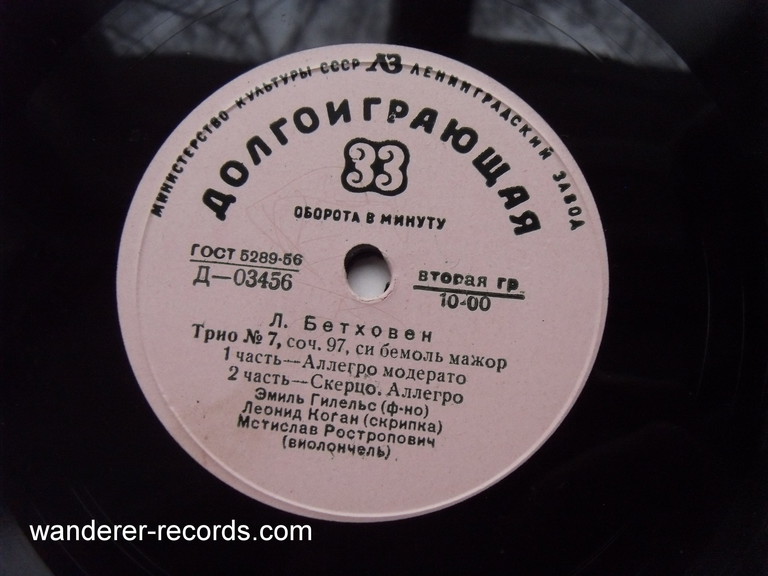 МИНИСТЕРСТВО КУЛЬТУРЫ СССР ЛЗ ЛЕНИНГРАДСКИЙ ЗАВОД
ДОЛГОИГРАЮЩАЯ
33
ОБОРОТА В МИНУТУ
ГОСТ 5289-56
Д—03456
вторая гр.
10-00
Л. Бетховен
Трио № 7, соч. 97, си бемоль мажор
1 часть—Аллегро модерато
2 часть—Скерцо. Аллегро
Эмиль Гилельс (ф-но)
Леонид Коган (скрипка)
Мстислав Ростропович
(виолончель)
wanderer-records.com